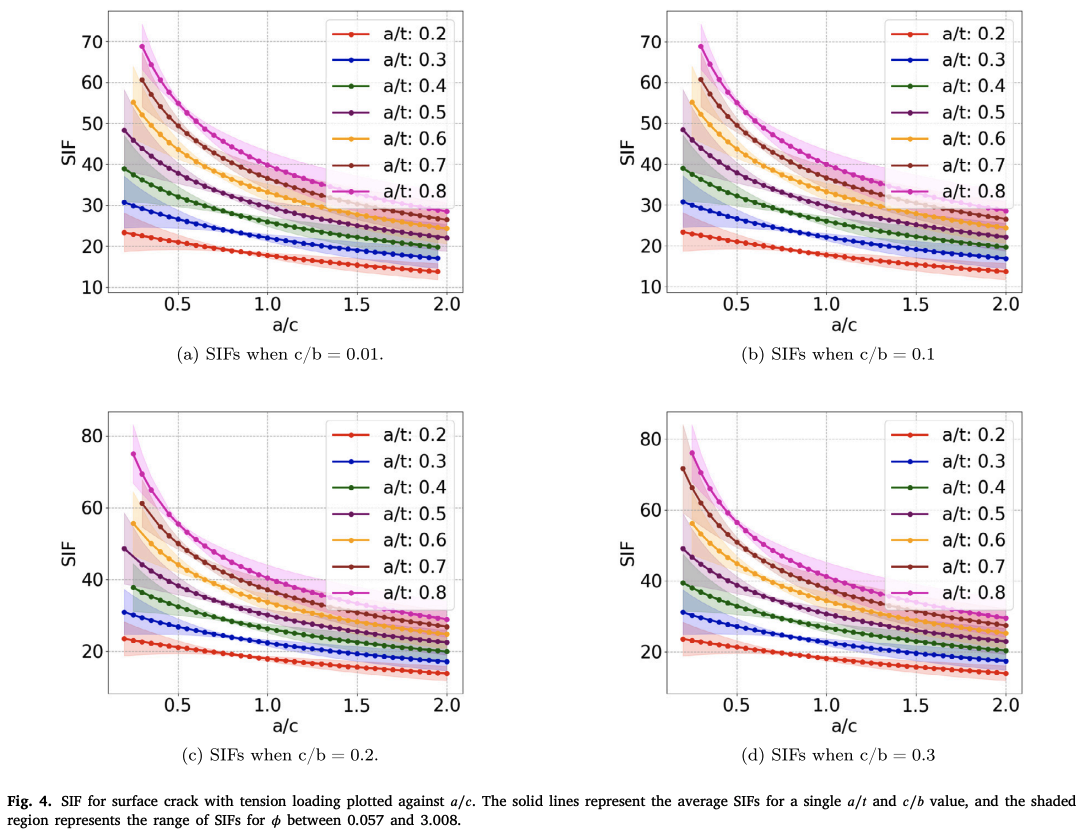 70
60
50
40
30
20
10
SIF
0.5 1.0 1.5 2.0
a/c
a/t: 0.2
a/t: 0.3
a/t: 0.4
a/t: 0.5
a/t: 0.6
a/t: 0.7
a/t: 0.8
(a) SIFs when c/b = 0.01.
70
60
50
40
30
20
10
SIF
0.5 1.0 1.5 2.0
a/c
a/t: 0.2
a/t: 0.3
a/t: 0.4
a/t: 0.5
a/t: 0.6
a/t: 0.7
a/t: 0.8
(b) SIFs when c/b = 0.1
80
60
40
20
SIF
0.5 1.0 1.5 2.0
a/c
a/t: 0.2
a/t: 0.3
a/t: 0.4
a/t: 0.5
a/t: 0.6
a/t: 0.7
a/t: 0.8
(c) SIFs when c/b = 0.2.
80
60
40
20
SIF
0.5 1.0 1.5 2.0
a/c
a/t: 0.2
a/t: 0.3
a/t: 0.4
a/t: 0.5
a/t: 0.6
a/t: 0.7
a/t: 0.8
(d) SIFs when c/b = 0.3
Fig. 4. SIF for surface crack with tension loading plotted against a/c. The solid lines represent the average SIFs for a single a/t and c/b value, and the shaded
region represents the range of SIFs for ϕ between 0.057 and 3.008.